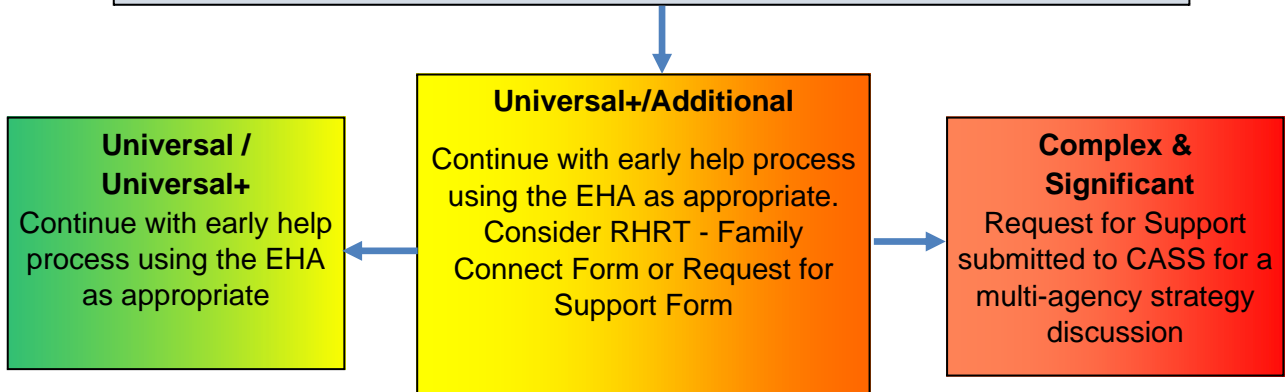 Universal /
Universal+
Continue with early help
process using the EHA
as appropriate
Universal+/Additional
Continue with early help process
using the EHA as appropriate.
Consider RHRT - Family
Connect Form or Request for
Support Form
Complex &
Significant
Request for Support
submitted to CASS for a
multi-agency strategy
discussion